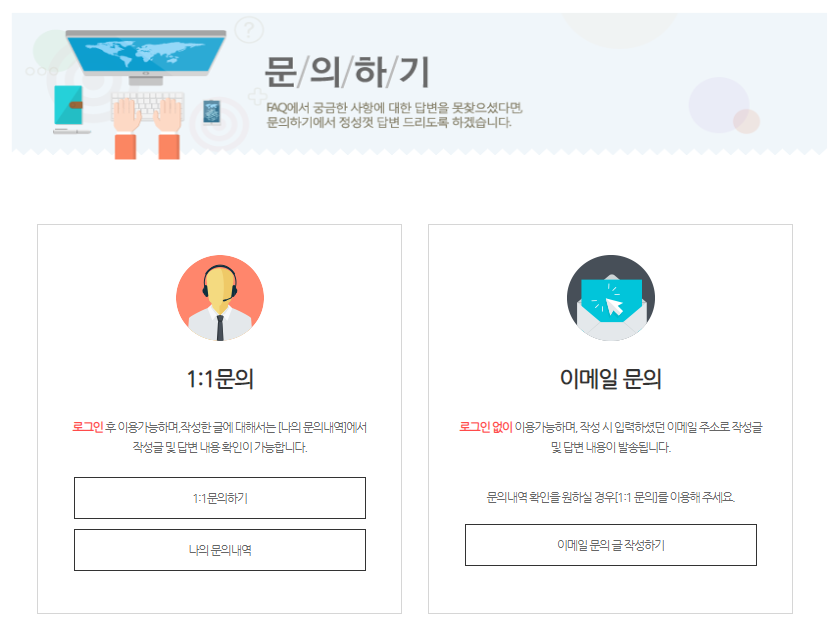 문/의/하/기
FAQ에서 궁금한 사항에 대한 답변을 못찾으셨다면,
문의하기에서 정성껏 답변 드리도록 하겠습니다.
1:1문의
로그인 후 이용가능하며,작성한 글에 대해서는 [나의 문의내역]에서
작성글 및 답변 내용 확인이 가능합니다.
1:1문의하기
나의 문의내역
이메일 문의
로그인 없이 이용가능하며, 작성 시 입력하셨던 이메일 주소로 작성글
및 답변 내용이 발송됩니다.
문의내역 확인을 원하실 경우[1:1 문의]를 이용해 주세요.
이메일 문의 글 작성하기